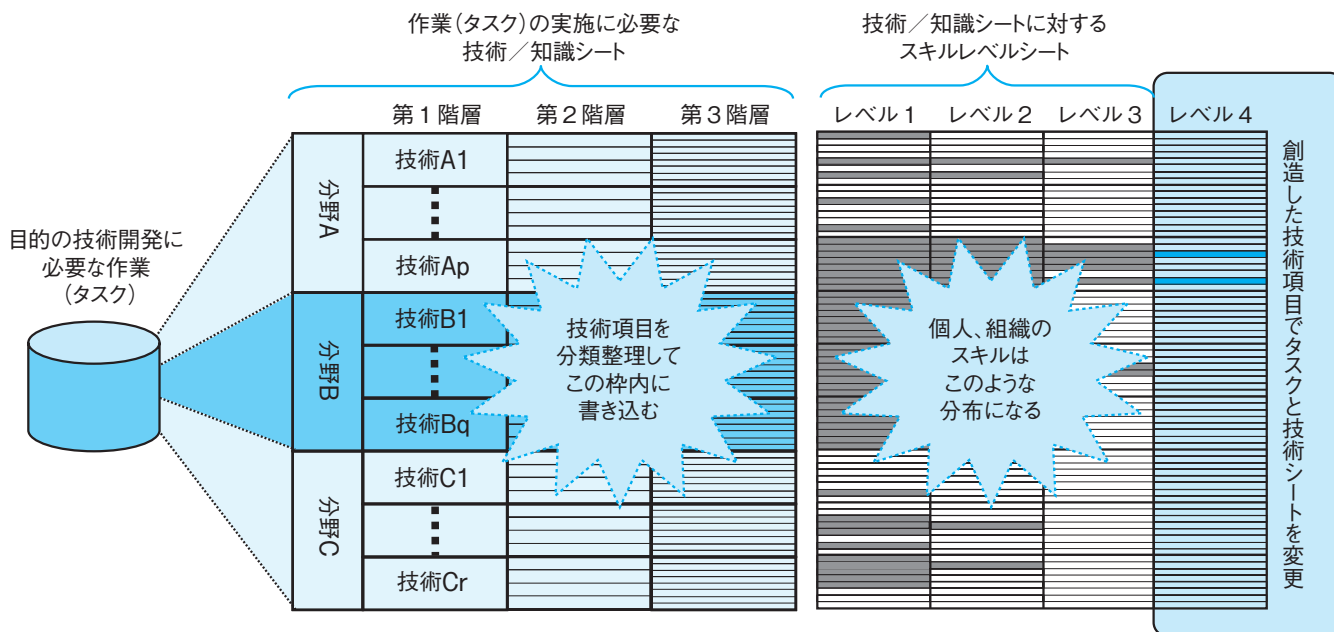 作業（タスク）の実施に必要な
技術／知識シート
技術／知識シートに対する
スキルレベルシート
第1階層
第2階層
第3階層
レベル1
レベル2
レベル3
レベル4
目的の技術開発に
必要な作業
（タスク）
分野A
技術A1
技術Ap
分野B
技術B1
技術Bq
分野C
技術C1
技術Cr
技術項目を
分類整理して
この枠内に
書き込む
個人、組織の
スキルは
このような
分布になる
創造した技術項目でタスクと技術シートを変更